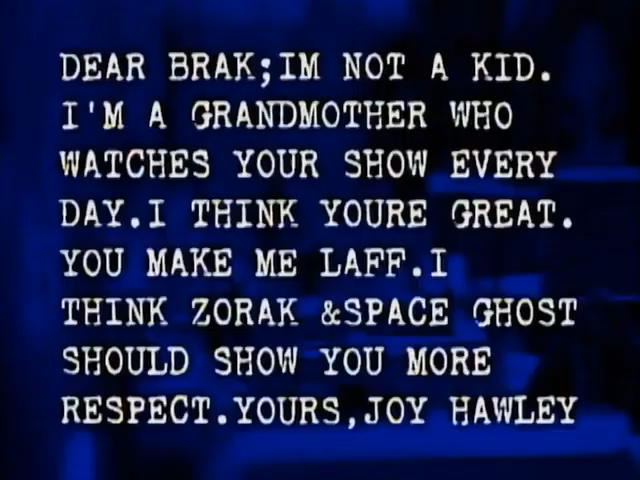 DEAR BRAK;IM NOT A KID.
I'M A GRANDMOTHER WHO
WATCHES YOUR SHOW EVERY
DAY.I THINK YOURE GREAT.
YOU MAKE ME LAFF.I
THINK ZORAK &SPACE GHOST
SHOULD SHOW YOU MORE
RESPECT.YOURS,JOY HAWLEY